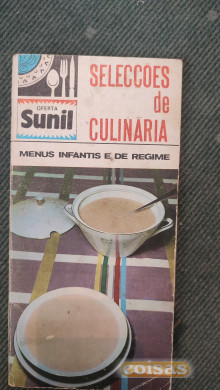 OFERTA
Sunil
SELECÇOES
de
CULINÁRIA
MENUS INFANTIS E DE REGIME
coisas